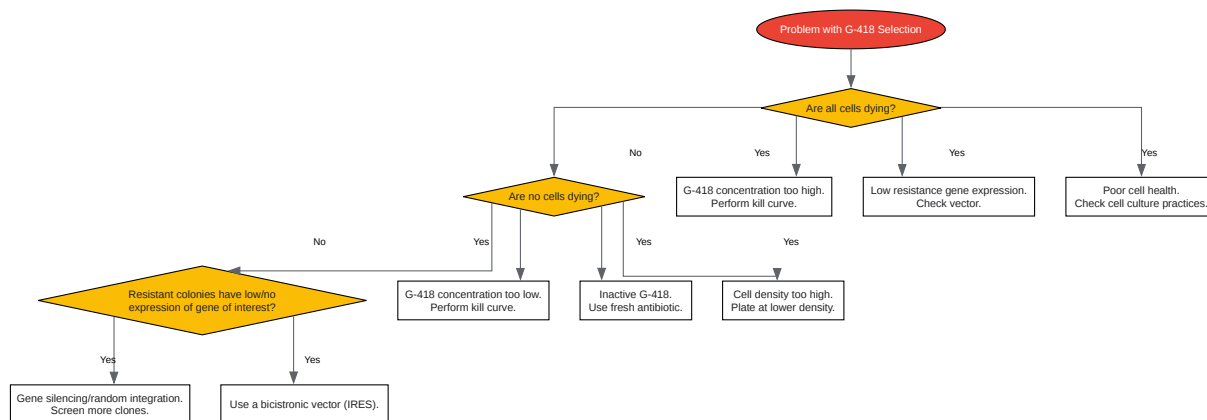 Problem with G-418 Selection
Are all cells dying?
No
Yes
Yes
Yes
Are no cells dying?
G-418 concentration too high.
Perform kill curve.
Low resistance gene expression.
Check vector.
Poor cell health.
Check cell culture practices.
No
Yes
Yes
Yes
Resistant colonies have low/no
expression of gene of interest?
G-418 concentration too low.
Perform kill curve.
Inactive G-418.
Use fresh antibiotic.
Cell density too high.
Plate at lower density.
Yes
Yes
Gene silencing/random integration.
Screen more clones.
Use a bicistronic vector (IRES).